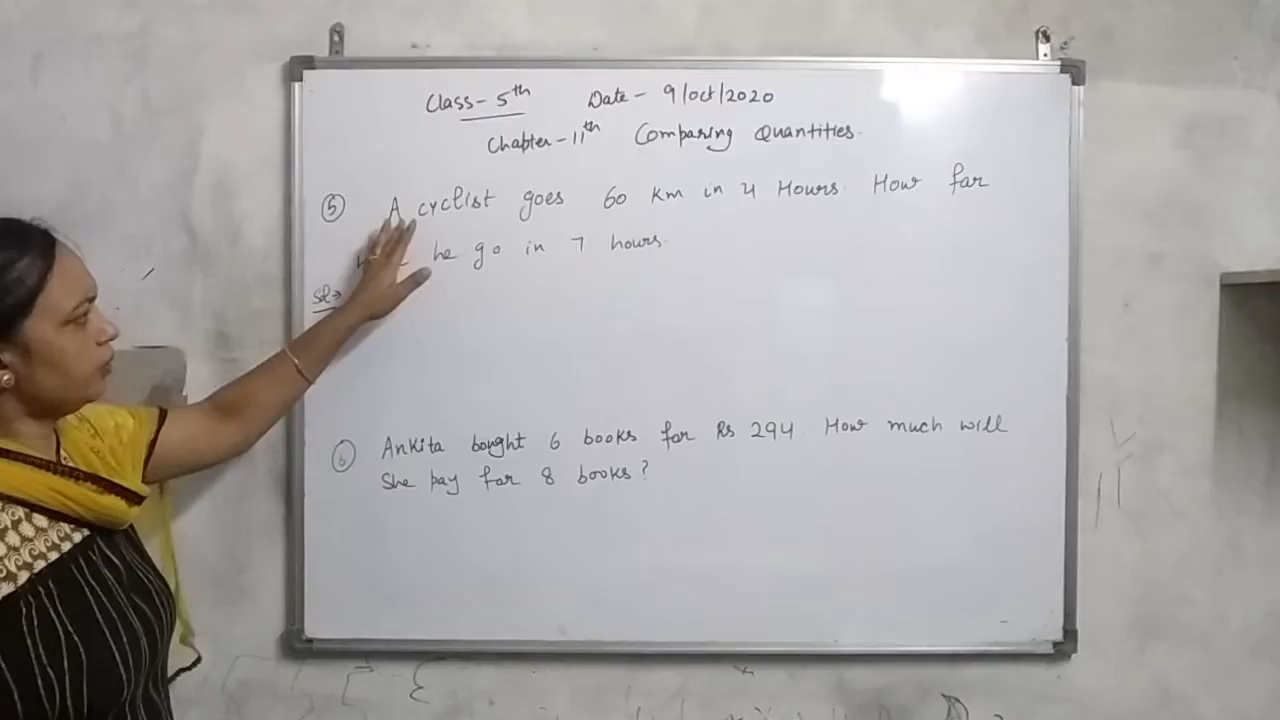 Class- 5th Date- 9/oct/2020
Chapter-11th Comparing Quantities.
5 A cyclist goes 60 km in 4 Hours. How far
he go in 7 hours.
Sol→
6 Ankita bought 6 books for Rs 294. How much will
She pay for 8 books?